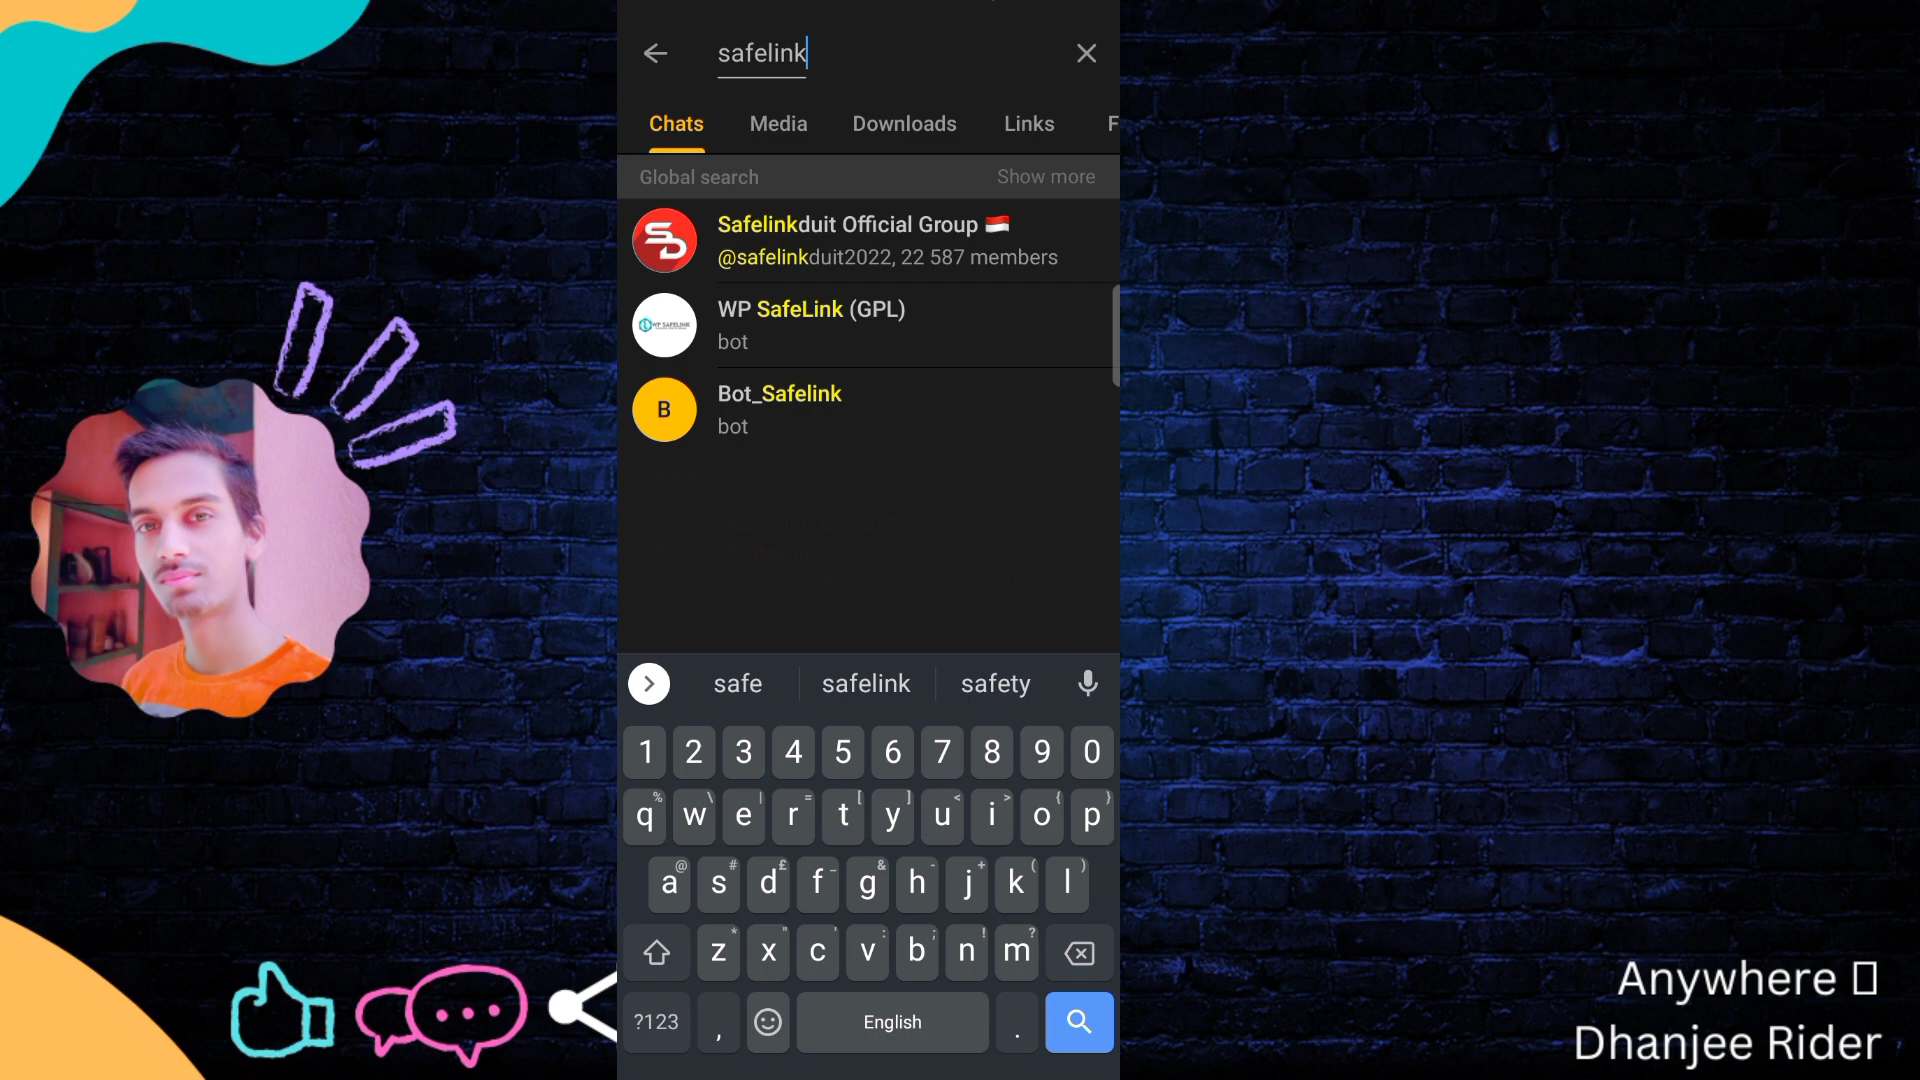 safelink
Chats Media Downloads Links F
Global search Show more
Safelinkduit Official Group 🇮🇩
@safelinkduit2022, 22 587 members
WP SafeLink (GPL)
WP SAFELINK
bot
B
Bot_Safelink
bot
safe safelink safety
1 2 3 4 5 6 7 8 9 0
% \ | = [ ] < > { }
q w e r t y u i o p
@ # £ _ & - + ( )
a s d f g h j k l
* " ' : ; ! ?
z x c v b n m
?123 , English .
Anywhere
Dhanjee Rider